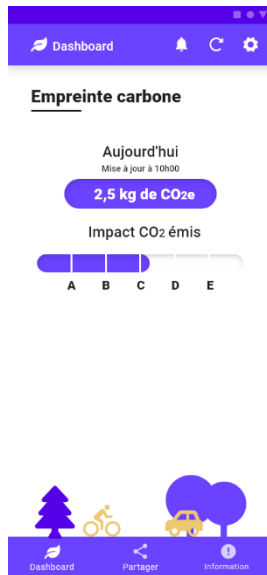 Dashboard
Empreinte carbone
Aujourd'hui
Mise à jour à 10h00
2,5 kg de CO2e
Impact CO2 émis
A B C D E
Dashboard Partager Information